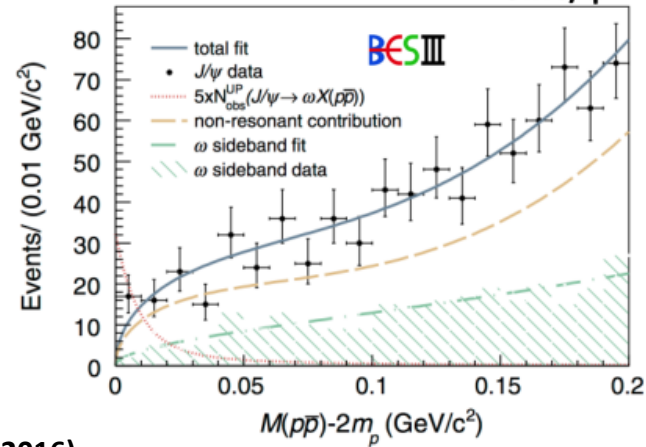 BESIII
total fit
J/ψ data
5xN^UP_obs(J/ψ→ ωX(pp̅))
non-resonant contribution
ω sideband fit
ω sideband data
Events/ (0.01 GeV/c²)
80
70
60
50
40
30
20
10
0
0 0.05 0.1 0.15 0.2
M(pp̅)-2m_p (GeV/c²)
2016)